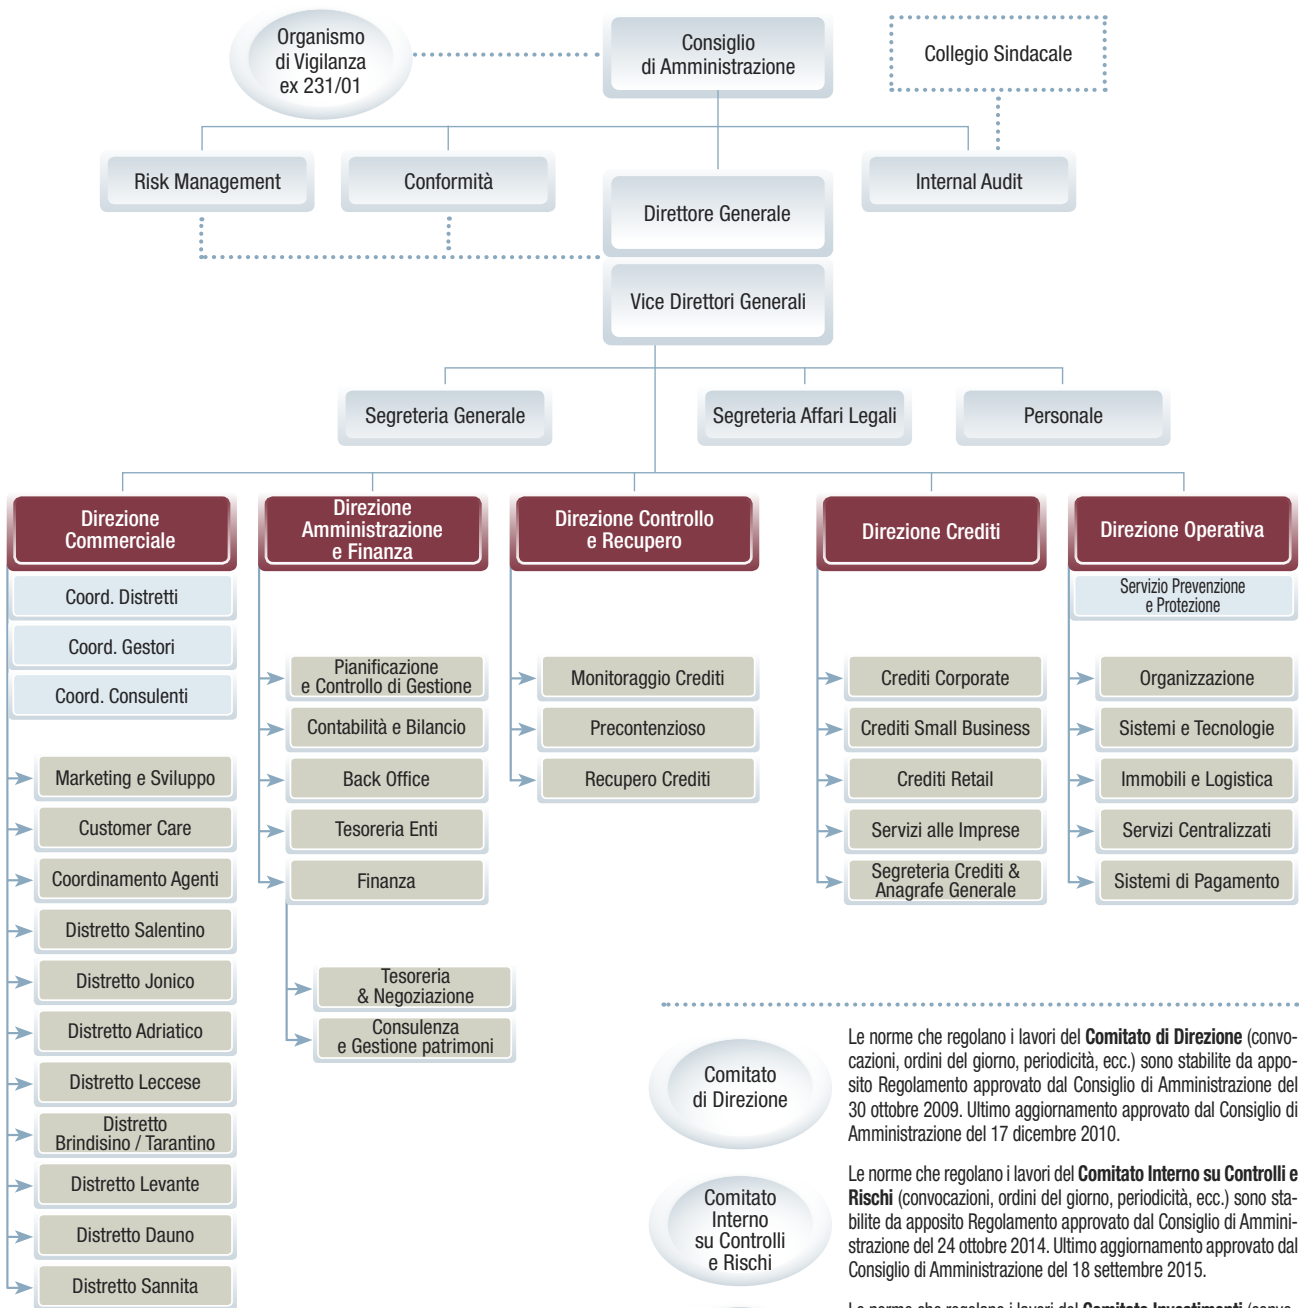 Organismo
di Vigilanza
ex 231/01
Consiglio
di Amministrazione
Collegio Sindacale
Risk Management
Conformità
Internal Audit
Direttore Generale
Vice Direttori Generali
Segreteria Generale
Segreteria Affari Legali
Personale
Direzione
Commerciale
Direzione
Amministrazione
e Finanza
Direzione Controllo
e Recupero
Direzione Crediti
Direzione Operativa
Coord. Distretti
Coord. Gestori
Coord. Consulenti
Marketing e Sviluppo
Customer Care
Coordinamento Agenti
Distretto Salentino
Distretto Jonico
Distretto Adriatico
Distretto Leccese
Distretto
Brindisino / Tarantino
Distretto Levante
Distretto Dauno
Distretto Sannita
Pianificazione
e Controllo di Gestione
Contabilità e Bilancio
Back Office
Tesoreria Enti
Finanza
Tesoreria
& Negoziazione
Consulenza
e Gestione patrimoni
Monitoraggio Crediti
Precontenzioso
Recupero Crediti
Crediti Corporate
Crediti Small Business
Crediti Retail
Servizi alle Imprese
Segreteria Crediti &
Anagrafe Generale
Servizio Prevenzione
e Protezione
Organizzazione
Sistemi e Tecnologie
Immobili e Logistica
Servizi Centralizzati
Sistemi di Pagamento
Comitato
di Direzione
Le norme che regolano i lavori del Comitato di Direzione (convo-
cazioni, ordini del giorno, periodicità, ecc.) sono stabilite da appo-
sito Regolamento approvato dal Consiglio di Amministrazione del
30 ottobre 2009. Ultimo aggiornamento approvato dal Consiglio di
Amministrazione del 17 dicembre 2010.
Comitato
Interno
su Controlli
e Rischi
Le norme che regolano i lavori del Comitato Interno su Controlli e
Rischi (convocazioni, ordini del giorno, periodicità, ecc.) sono sta-
bilite da apposito Regolamento approvato dal Consiglio di Ammini-
strazione del 24 ottobre 2014. Ultimo aggiornamento approvato dal
Consiglio di Amministrazione del 18 settembre 2015.
Le norme che regolano i lavori del Comitato Investimenti (convo-